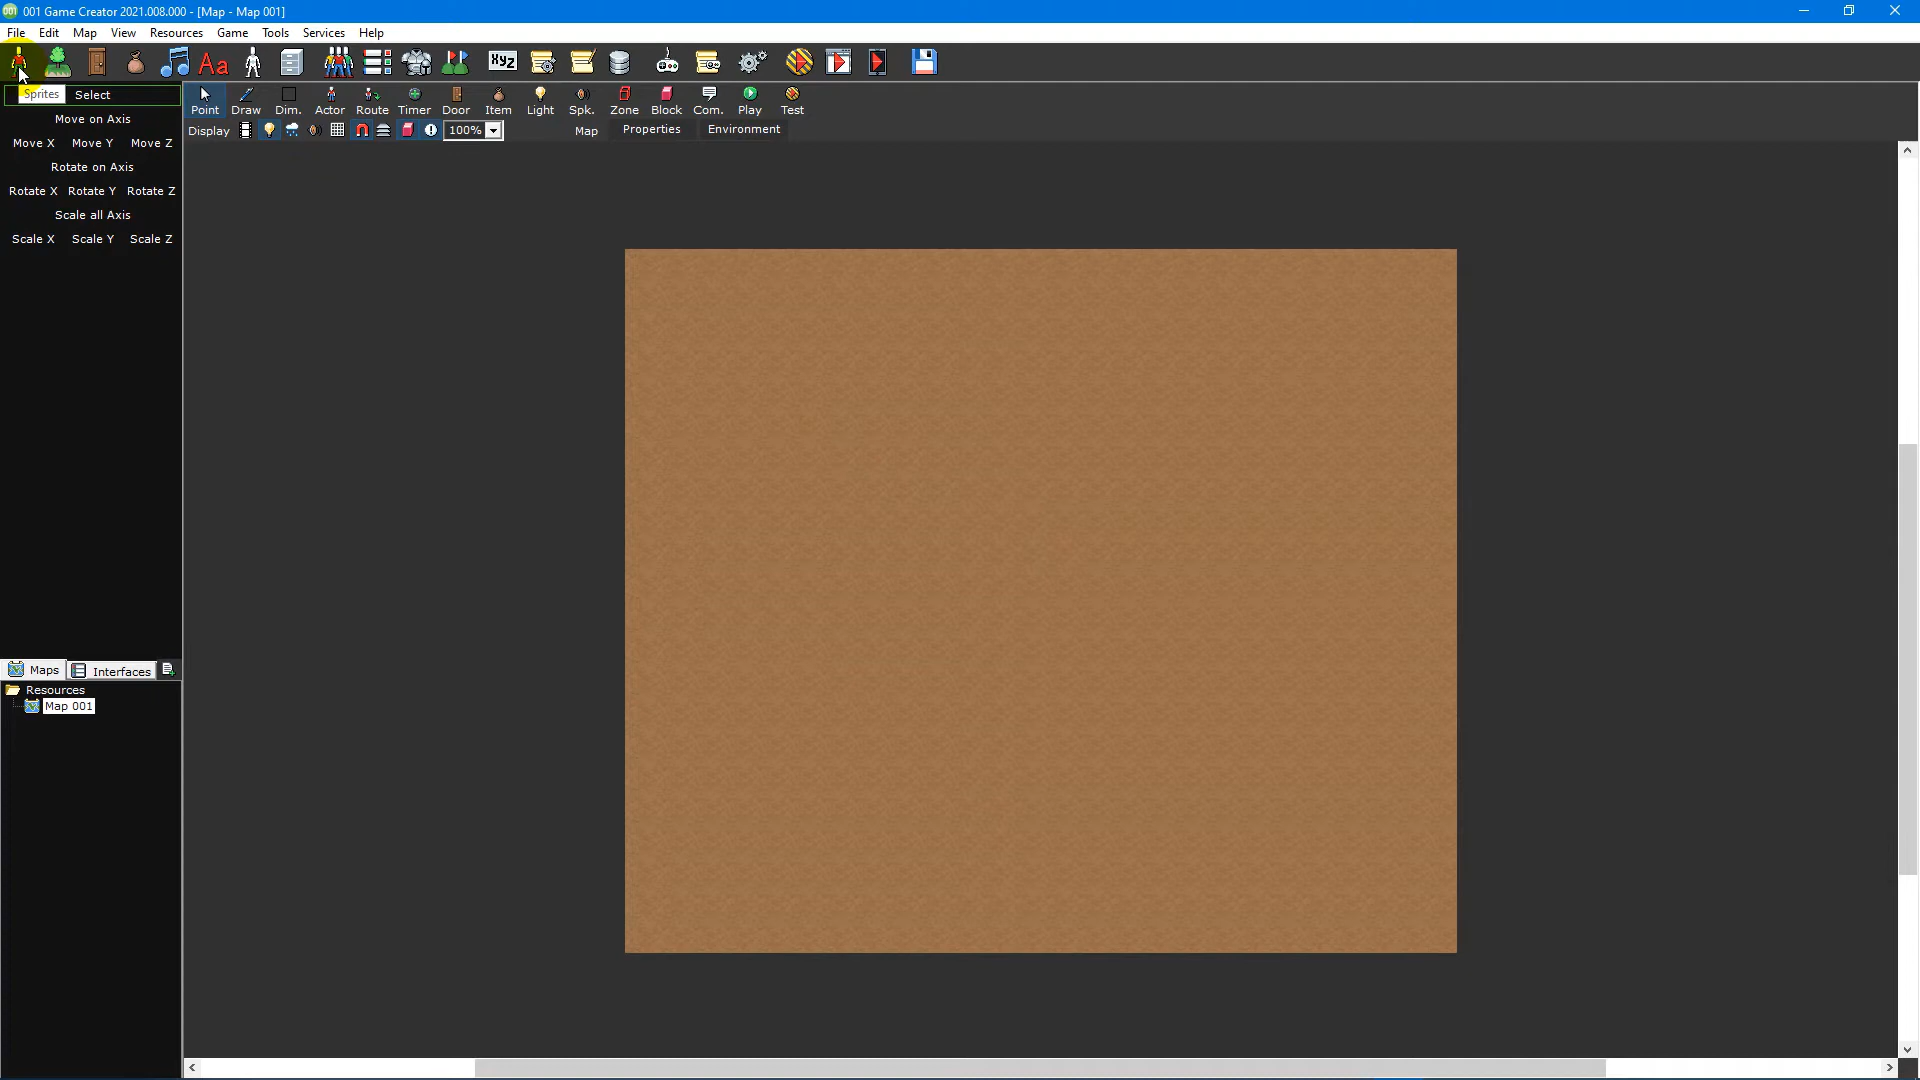 001 Game Creator 2021.008.000 - [Map - Map 001]
File Edit Map View Resources Game Tools Services Help
Aa
Xyz
Sprites Select
Point Draw Dim. Actor Route Timer Door Item Light Spk. Zone Block Com. Play Test
Display 100% Map Properties Environment
Move on Axis
Move X Move Y Move Z
Rotate on Axis
Rotate X Rotate Y Rotate Z
Scale all Axis
Scale X Scale Y Scale Z
Maps Interfaces
Resources
Map 001